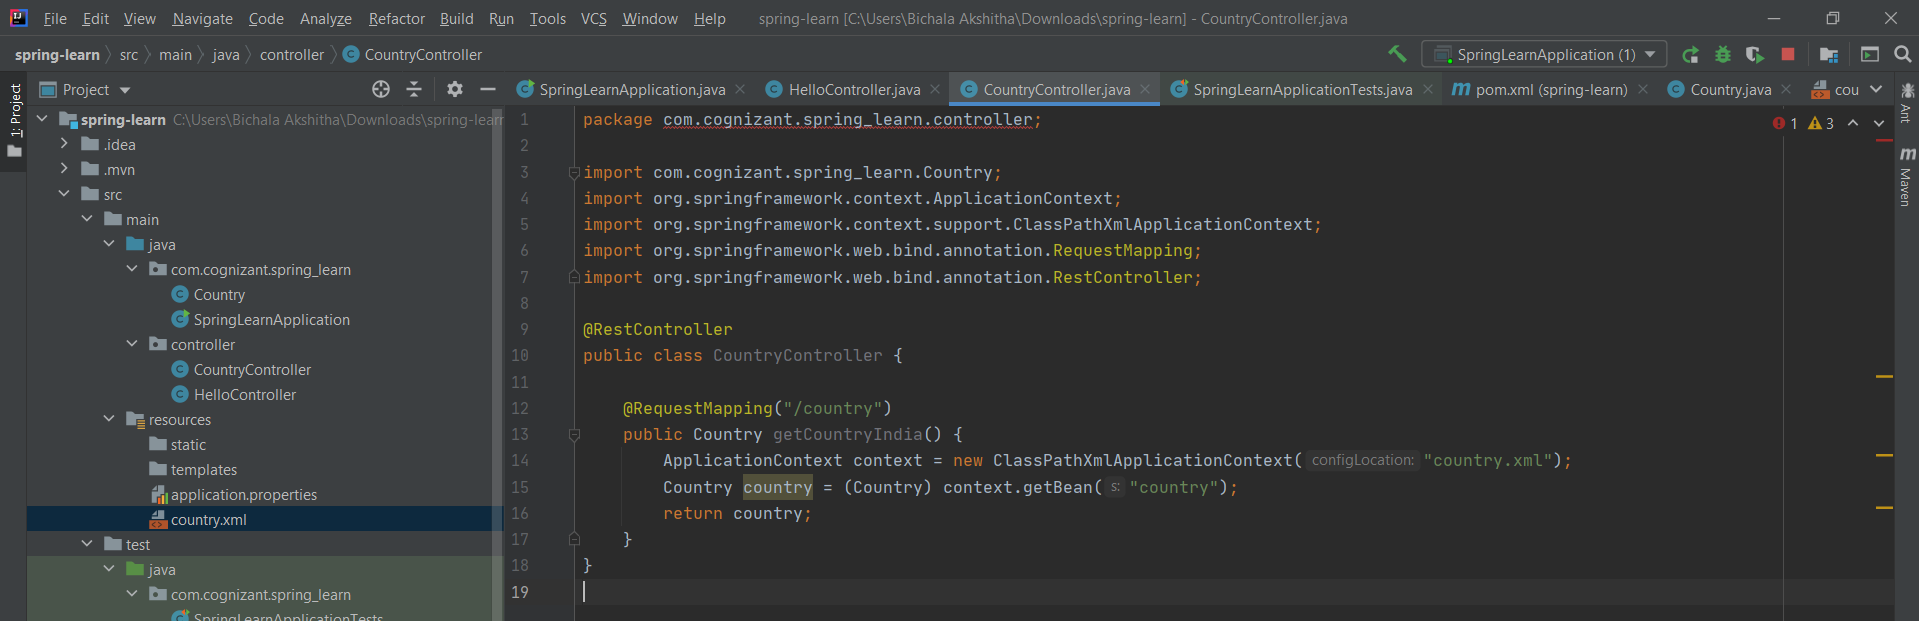 File Edit View Navigate Code Analyze Refactor Build Run Tools VCS Window Help spring-learn [C:\Users\Bichala Akshitha\Downloads\spring-learn] - CountryController.java
spring-learn src main java controller CountryController SpringLearnApplication (1)
1: Project
Project
spring-learn C:\Users\Bichala Akshitha\Downloads\spring-learn
.idea
.mvn
src
main
java
com.cognizant.spring_learn
Country
SpringLearnApplication
controller
CountryController
HelloController
resources
static
templates
application.properties
country.xml
test
java
com.cognizant.spring_learn
SpringLearnApplicationTests
SpringLearnApplication.java HelloController.java CountryController.java SpringLearnApplicationTests.java pom.xml (spring-learn) Country.java cou
1 package com.cognizant.spring_learn.controller;
2
3 import com.cognizant.spring_learn.Country;
4 import org.springframework.context.ApplicationContext;
5 import org.springframework.context.support.ClassPathXmlApplicationContext;
6 import org.springframework.web.bind.annotation.RequestMapping;
7 import org.springframework.web.bind.annotation.RestController;
8
9 @RestController
10 public class CountryController {
11
12 @RequestMapping("/country")
13 public Country getCountryIndia() {
14 ApplicationContext context = new ClassPathXmlApplicationContext( configLocation: "country.xml");
15 Country country = (Country) context.getBean( s: "country");
16 return country;
17 }
18 }
19
1 3
Ant
m
Maven